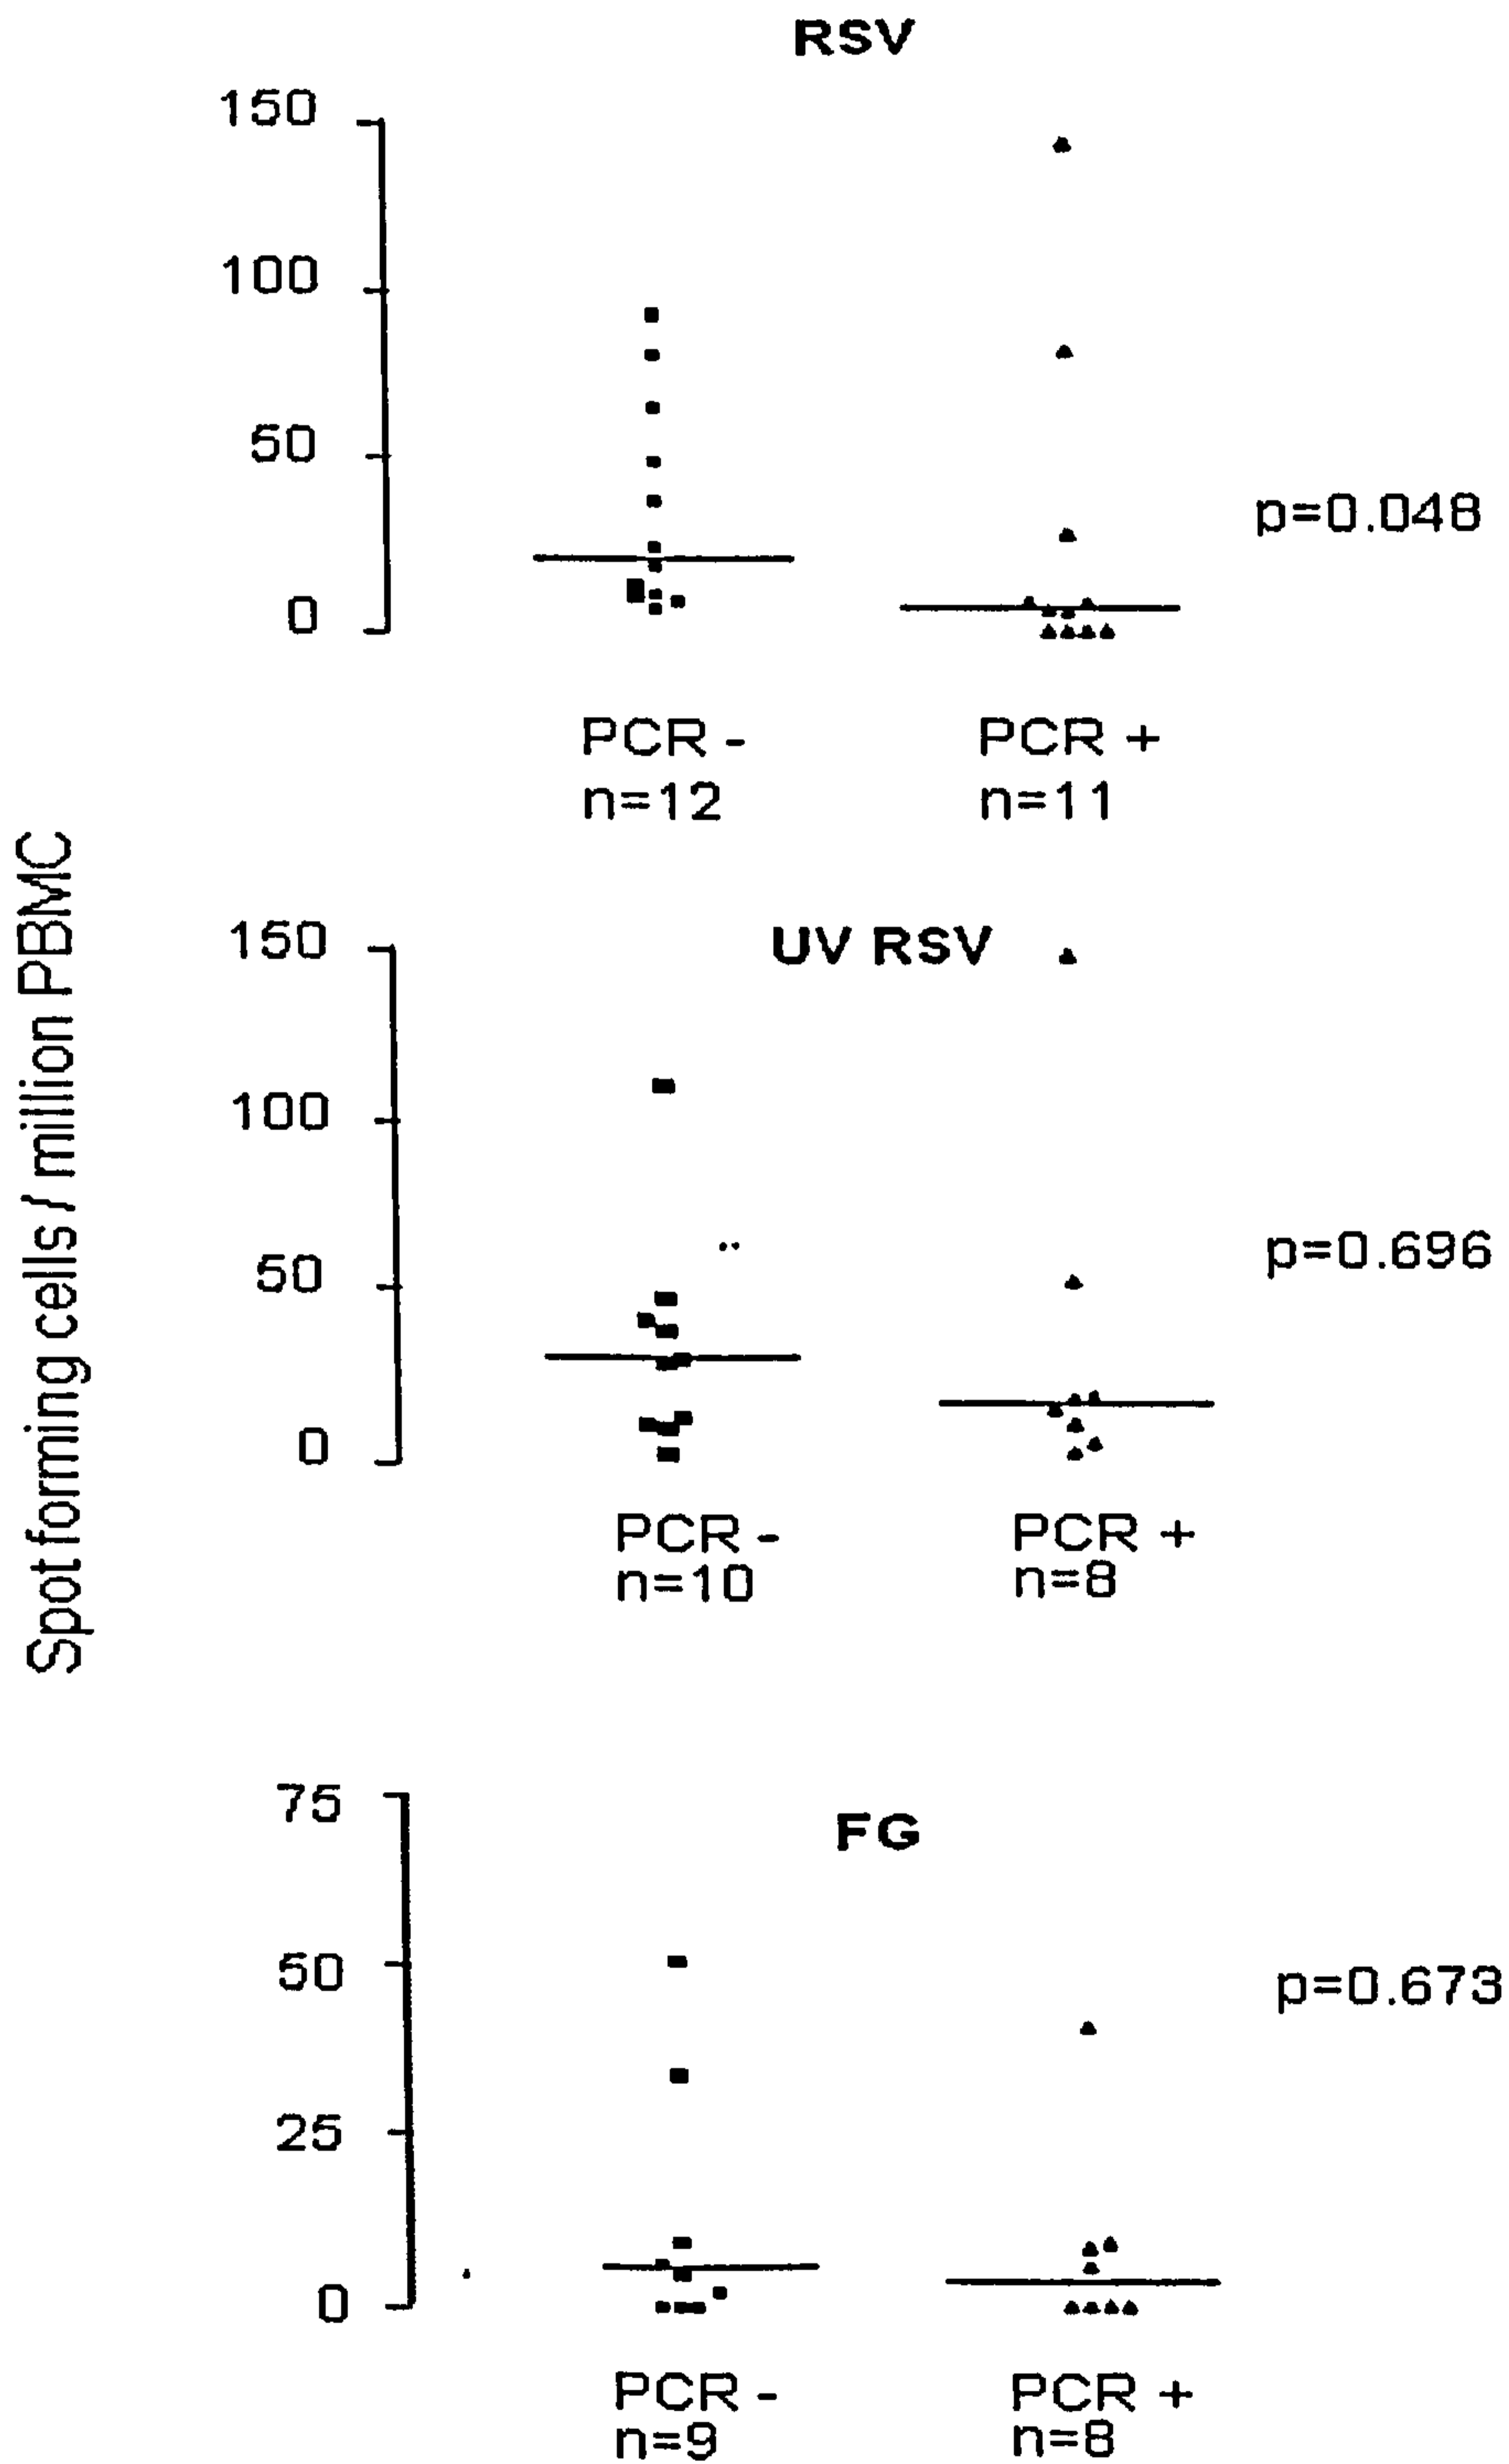 Spot forming cells / million PBMC
RSV
150
100
50
0
p=0.048
PCR - PCR +
n=12 n=11
UV RSV
150
100
50
0
p=0.696
PCR - PCR +
n=10 n=8
FG
75
50
25
0
p=0.673
PCR - PCR +
n=9 n=8